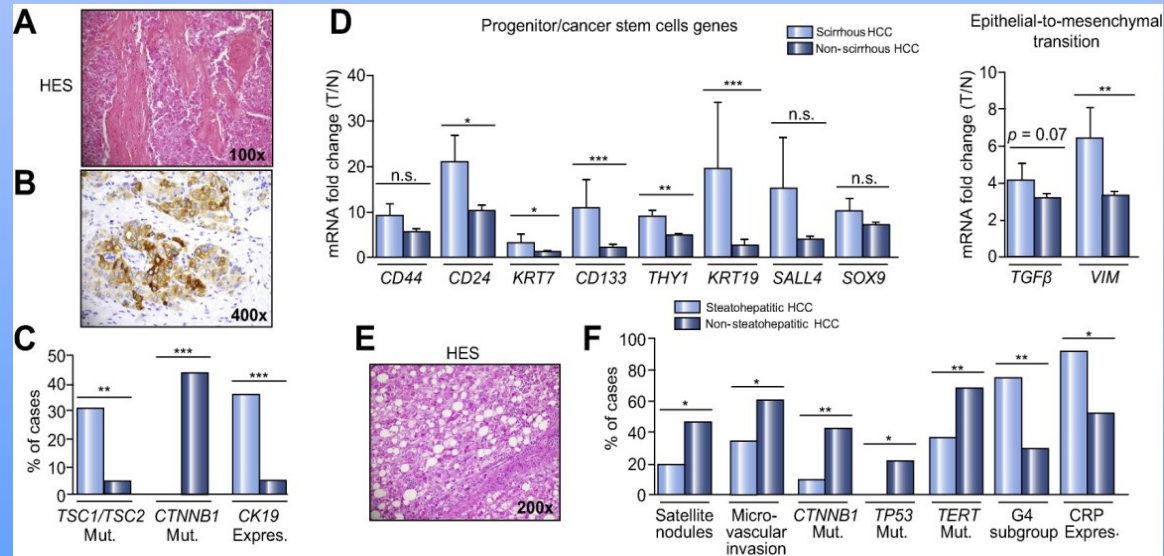 A
HES
100x
B
400x
C
50
40
30
20
10
0
% of cases
**
***
***
TSC1/TSC2
Mut.
CTNNB1
Mut.
CK19
Expres.
D
Progenitor/cancer stem cells genes
Scirrhous HCC
Non-scirrhous HCC
mRNA fold change (T/N)
40
30
20
10
0
n.s.
*
*
***
**
***
n.s.
n.s.
CD44
CD24
KRT7
CD133
THY1
KRT19
SALL4
SOX9
Epithelial-to-mesenchymal
transition
mRNA fold change (T/N)
10
8
6
4
2
0
p = 0.07
**
TGFβ
VIM
E
HES
200x
Steatohepatitic HCC
Non-steatohepatitic HCC
F
% of cases
100
80
60
40
20
0
*
*
**
*
**
**
*
Satellite
nodules
Micro-
vascular
invasion
CTNNB1
Mut.
TP53
Mut.
TERT
Mut.
G4
subgroup
CRP
Expres.